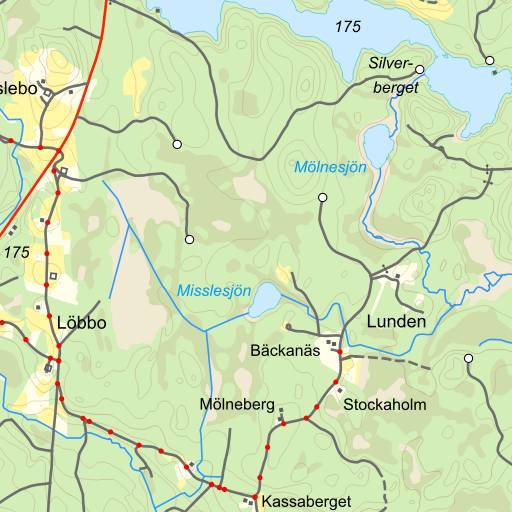 175
Silver-
berget
slebo
Mölnesjön
175
Misslesjön
Löbbo
Lunden
Bäckanäs
Mölneberg
Stockaholm
Kassaberget